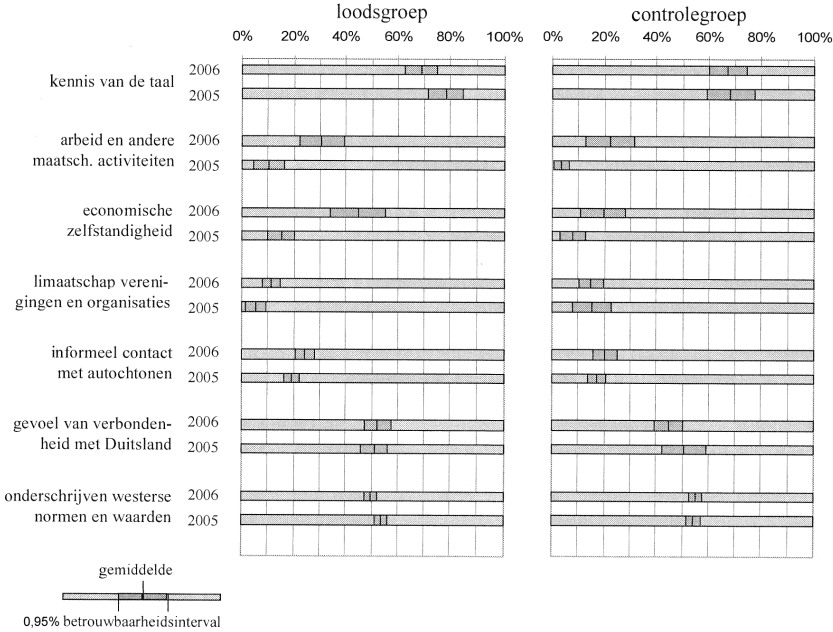 loodsgroep
controlegroep
0% 20% 40% 60% 80% 100%
0% 20% 40% 60% 80% 100%
kennis van de taal
2006
2005
arbeid en andere
maatsch. activiteiten
2006
2005
economische
zelfstandigheid
2006
2005
limaatschap vereni-
gingen en organisaties
2006
2005
informeel contact
met autochtonen
2006
2005
gevoel van verbonden-
heid met Duitsland
2006
2005
onderschrijven westerse
normen en waarden
2006
2005
gemiddelde
0,95% betrouwbaarheidsinterval